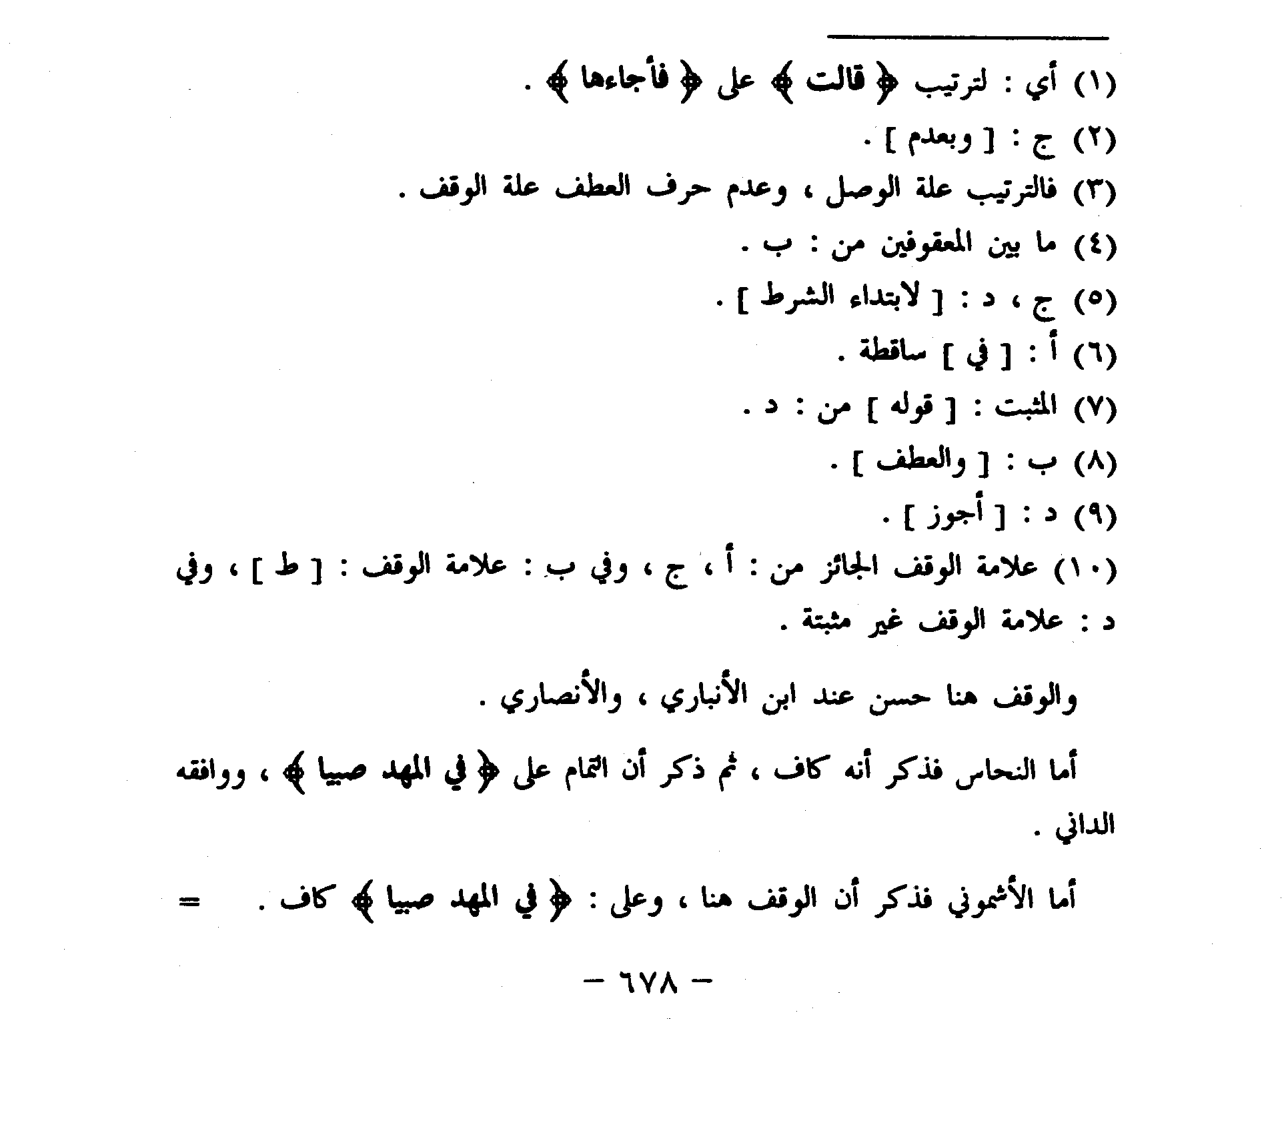 (١) أي : لترتيب ﴿ قالت ﴾ على ﴿ فأجاءها ﴾ .
(٢) ج : [ وبعدم ] .
(٣) فالترتيب علة الوصل ، وعدم حرف العطف علة الوقف .
(٤) ما بين المعقوفين من : ب .
(٥) ج ، د : [ لابتداء الشرط ] .
(٦) أ : [ في ] ساقطة .
(٧) المثبت : [ قوله ] من : د .
(٨) ب : [ والعطف ] .
(٩) د : [ أجوز ] .
(١٠) علامة الوقف الجائز من : أ ، ج ، وفي ب : علامة الوقف : [ ط ] ، وفي
د : علامة الوقف غير مثبتة .
والوقف هنا حسن عند ابن الأنباري ، والأنصاري .
أما النحاس فذكر أنه كاف ، ثم ذكر أن التمام على ﴿ في المهد صبيا ﴾ ، ووافقه
الداني .
أما الأشموني فذكر أن الوقف هنا ، وعلى : ﴿ في المهد صبيا ﴾ كاف . =
– ٦٧٨ –